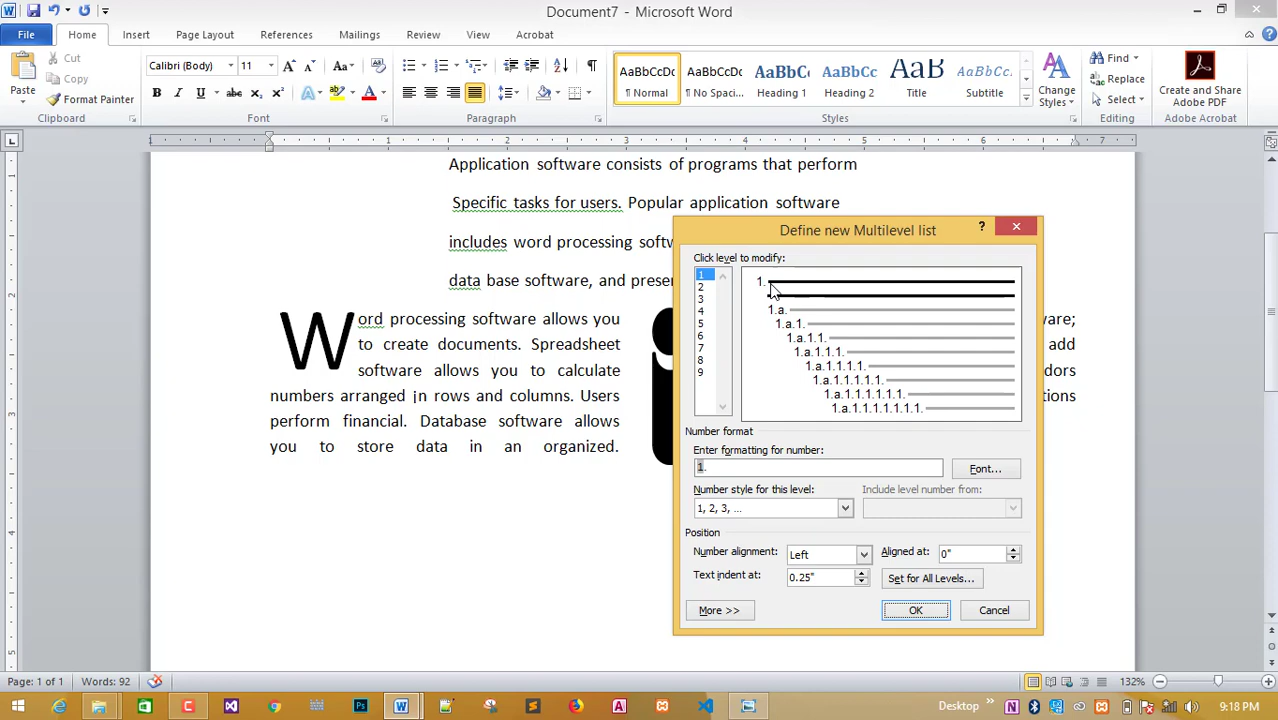 Document7 - Microsoft Word
File Home Insert Page Layout References Mailings Review View Acrobat
Paste
Cut
Copy
Format Painter
Clipboard
Calibri (Body) 11
Font
Paragraph
AaBbCcDc AaBbCcDc AaBbC AaBbCc AaB AaBbCcL
¶ Normal ¶ No Spaci... Heading 1 Heading 2 Title Subtitle
Change Styles
Styles
Find
Replace
Select
Editing
Create and Share Adobe PDF
Adobe Acrobat
Application software consists of programs that perform
Specific tasks for users. Popular application software
includes word processing softw
data base software, and presen
Word processing software allows you
to create documents. Spreadsheet
software allows you to calculate
numbers arranged in rows and columns. Users
perform financial. Database software allows
you to store data in an organized.
ware;
add
dors
tions
Define new Multilevel list
Click level to modify:
1
2
3
4
5
6
7
8
9
1.
1.a.
1.a.1.
1.a.1.1.
1.a.1.1.1.
1.a.1.1.1.1.
1.a.1.1.1.1.1.
1.a.1.1.1.1.1.1.
1.a.1.1.1.1.1.1.1.
Number format
Enter formatting for number:
1.
Font...
Number style for this level: Include level number from:
1, 2, 3, ...
Position
Number alignment: Left Aligned at: 0"
Text indent at: 0.25" Set for All Levels...
More >> OK Cancel
Page: 1 of 1 Words: 92 132%
Desktop 9:18 PM